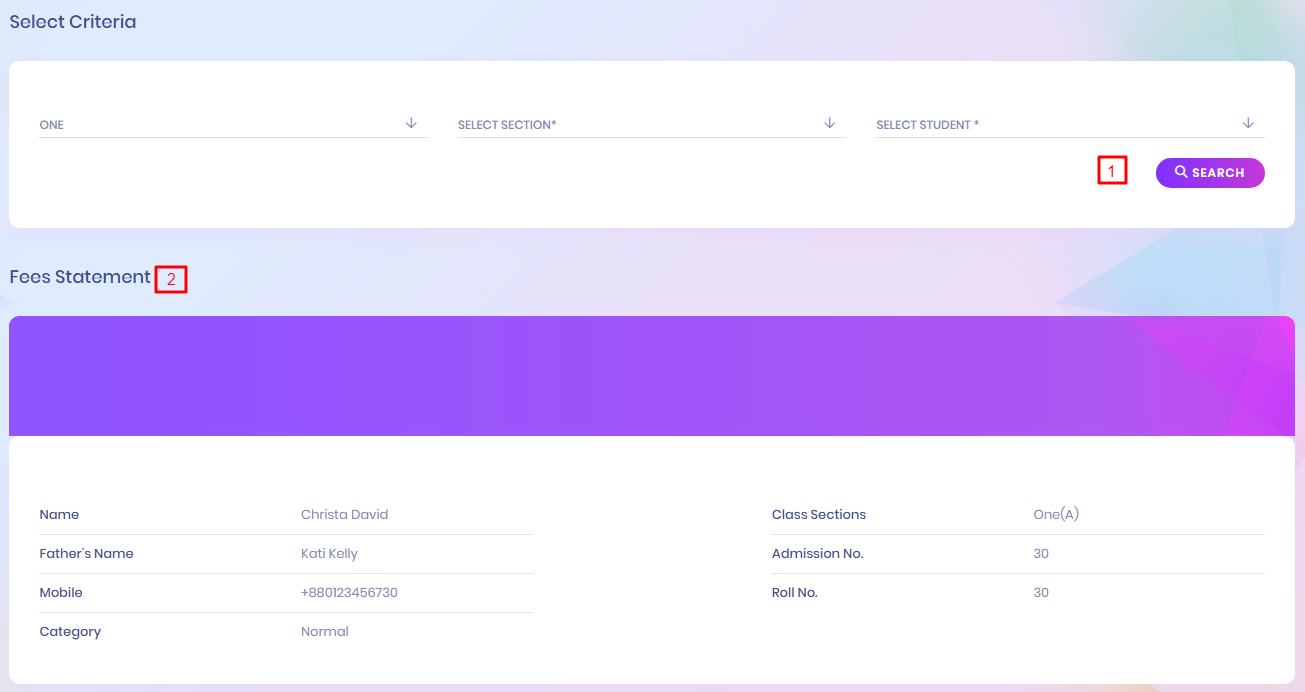 Select Criteria
ONE SELECT SECTION* SELECT STUDENT *
1 SEARCH
Fees Statement 2
Name Christa David Class Sections One(A)
Father's Name Kati Kelly Admission No. 30
Mobile +880123456730 Roll No. 30
Category Normal